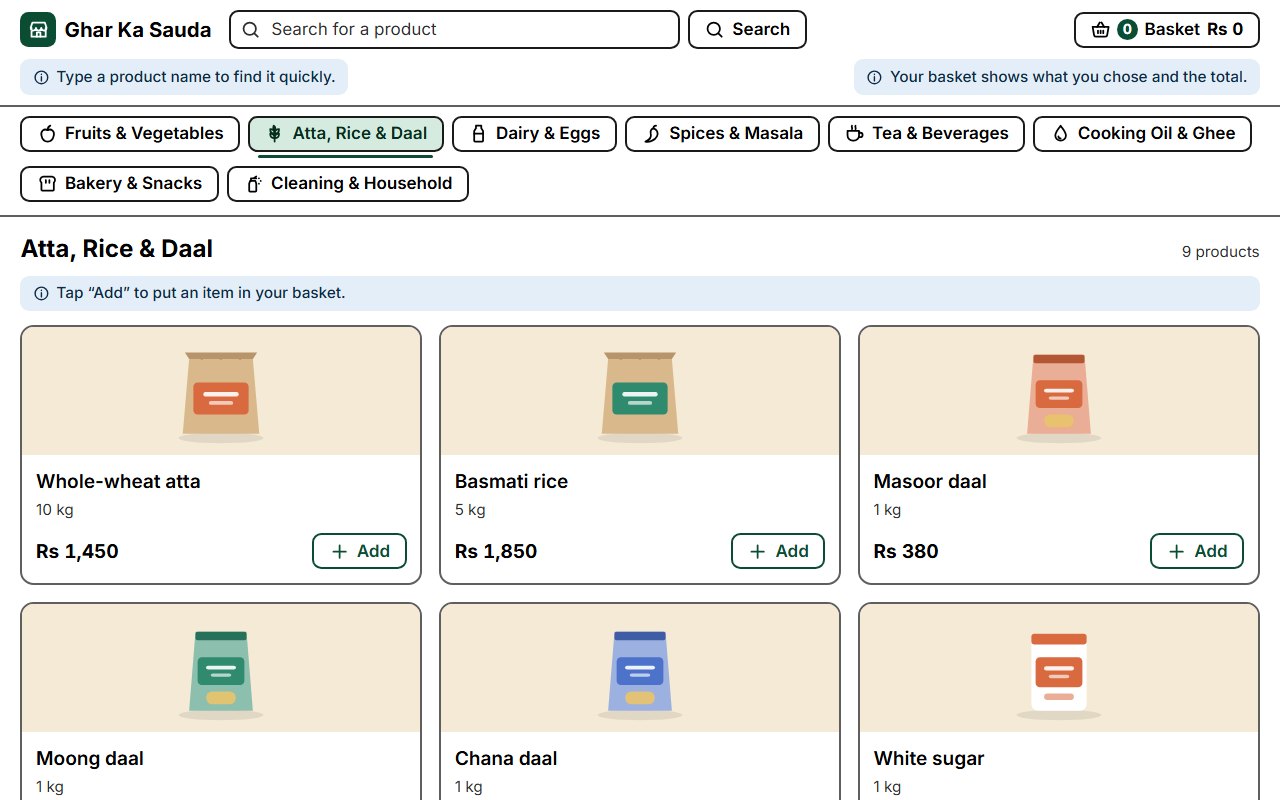 Ghar Ka Sauda
Search for a product
Search
0 Basket Rs 0
Type a product name to find it quickly.
Your basket shows what you chose and the total.
Fruits & Vegetables
Atta, Rice & Daal
Dairy & Eggs
Spices & Masala
Tea & Beverages
Cooking Oil & Ghee
Bakery & Snacks
Cleaning & Household
Atta, Rice & Daal
9 products
Tap “Add” to put an item in your basket.
Whole-wheat atta
10 kg
Rs 1,450
Add
Basmati rice
5 kg
Rs 1,850
Add
Masoor daal
1 kg
Rs 380
Add
Moong daal
1 kg
Chana daal
1 kg
White sugar
1 kg